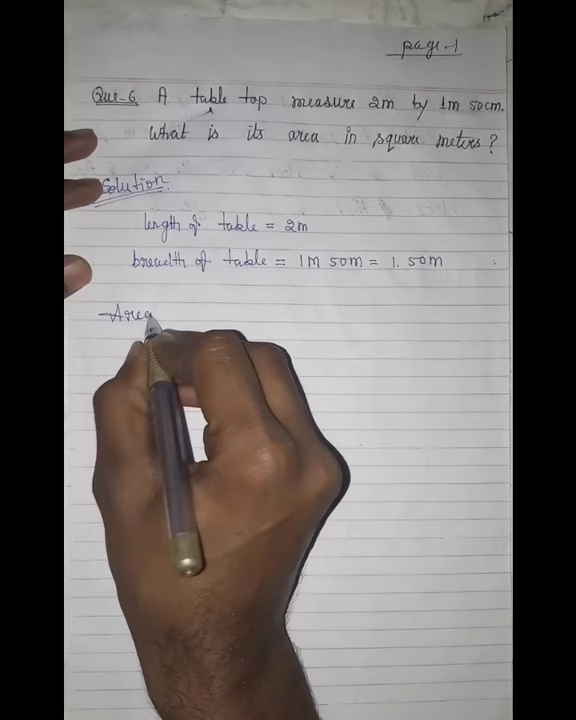 page-1
Que-6 A table top measure 2m by 1m 50cm.
What is its area in square meters?
Solution.
length of table = 2m
breadth of table = 1M 50m = 1.50m
Area